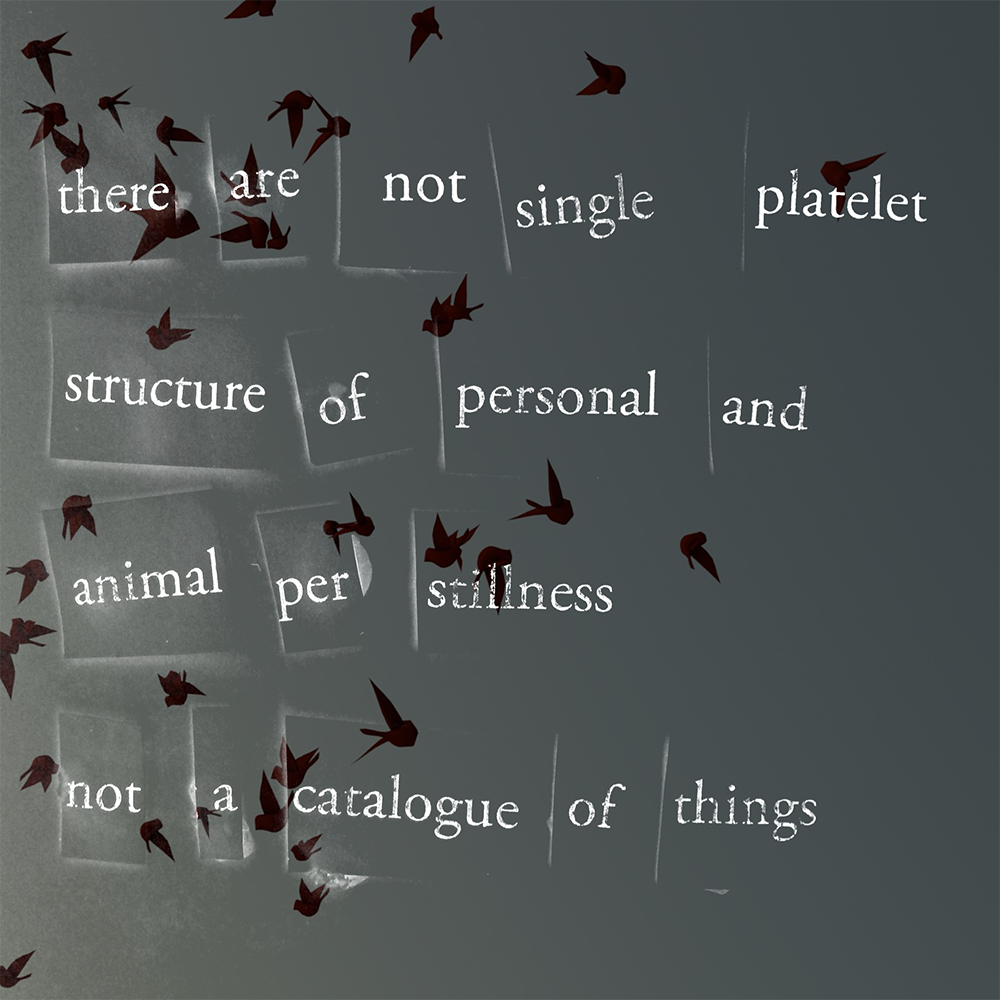 there are not single platelet
structure of personal and
animal per stillness
not a catalogue of things